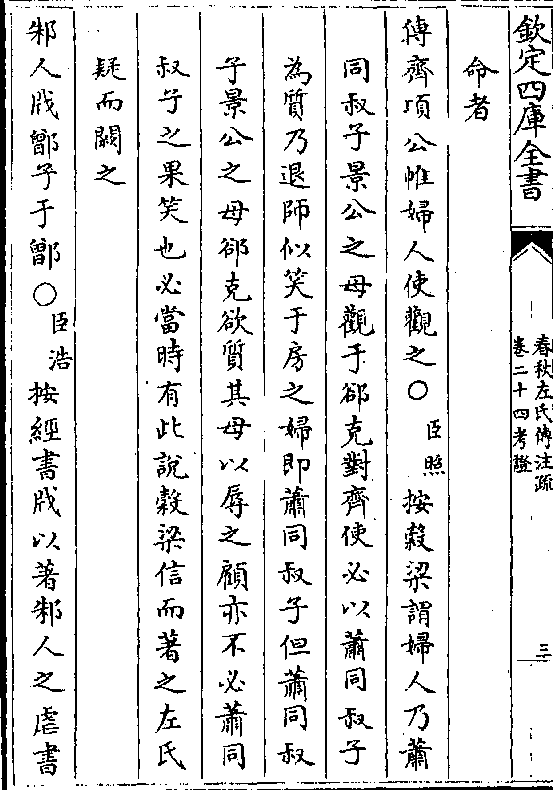 欽定四庫全書
春秋左氏傳注疏
卷二十四考證
三
命者
傳齊項公帷婦人使觀之〇臣照按穀梁謂婦人乃蕭
同叔子景公之母觀于郤克對齊使必以蕭同叔子
為質乃退師似笑于房之婦即蕭同叔子但蕭同叔
子景公之母郤克欲質其母以辱之顧亦不必蕭同
叔子之果笑也必當時有此說穀梁信而著之左氏
疑而闕之
邾人戕鄫子于鄫〇臣浩按經書戕以著邾人之虐書